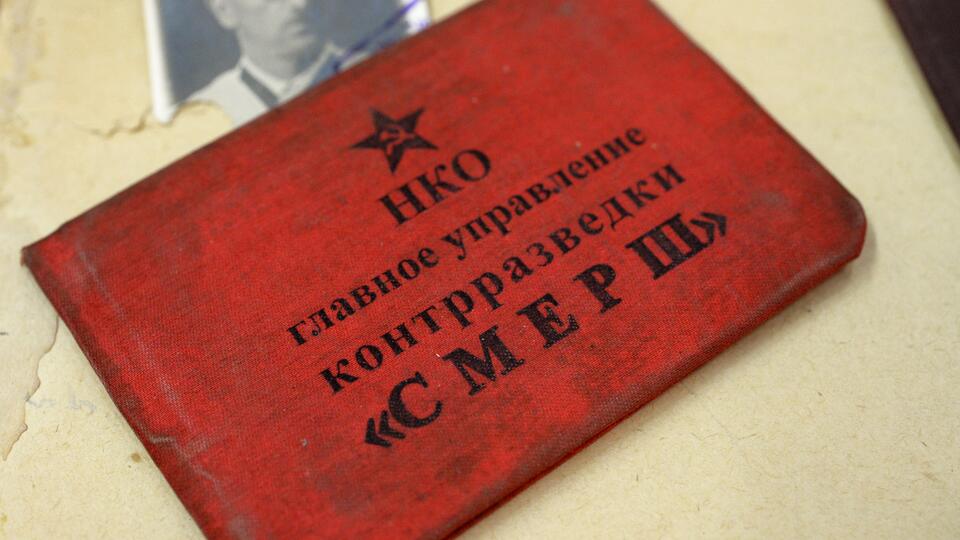 НКО
главное управление
контрразведки
«СМЕРШ»